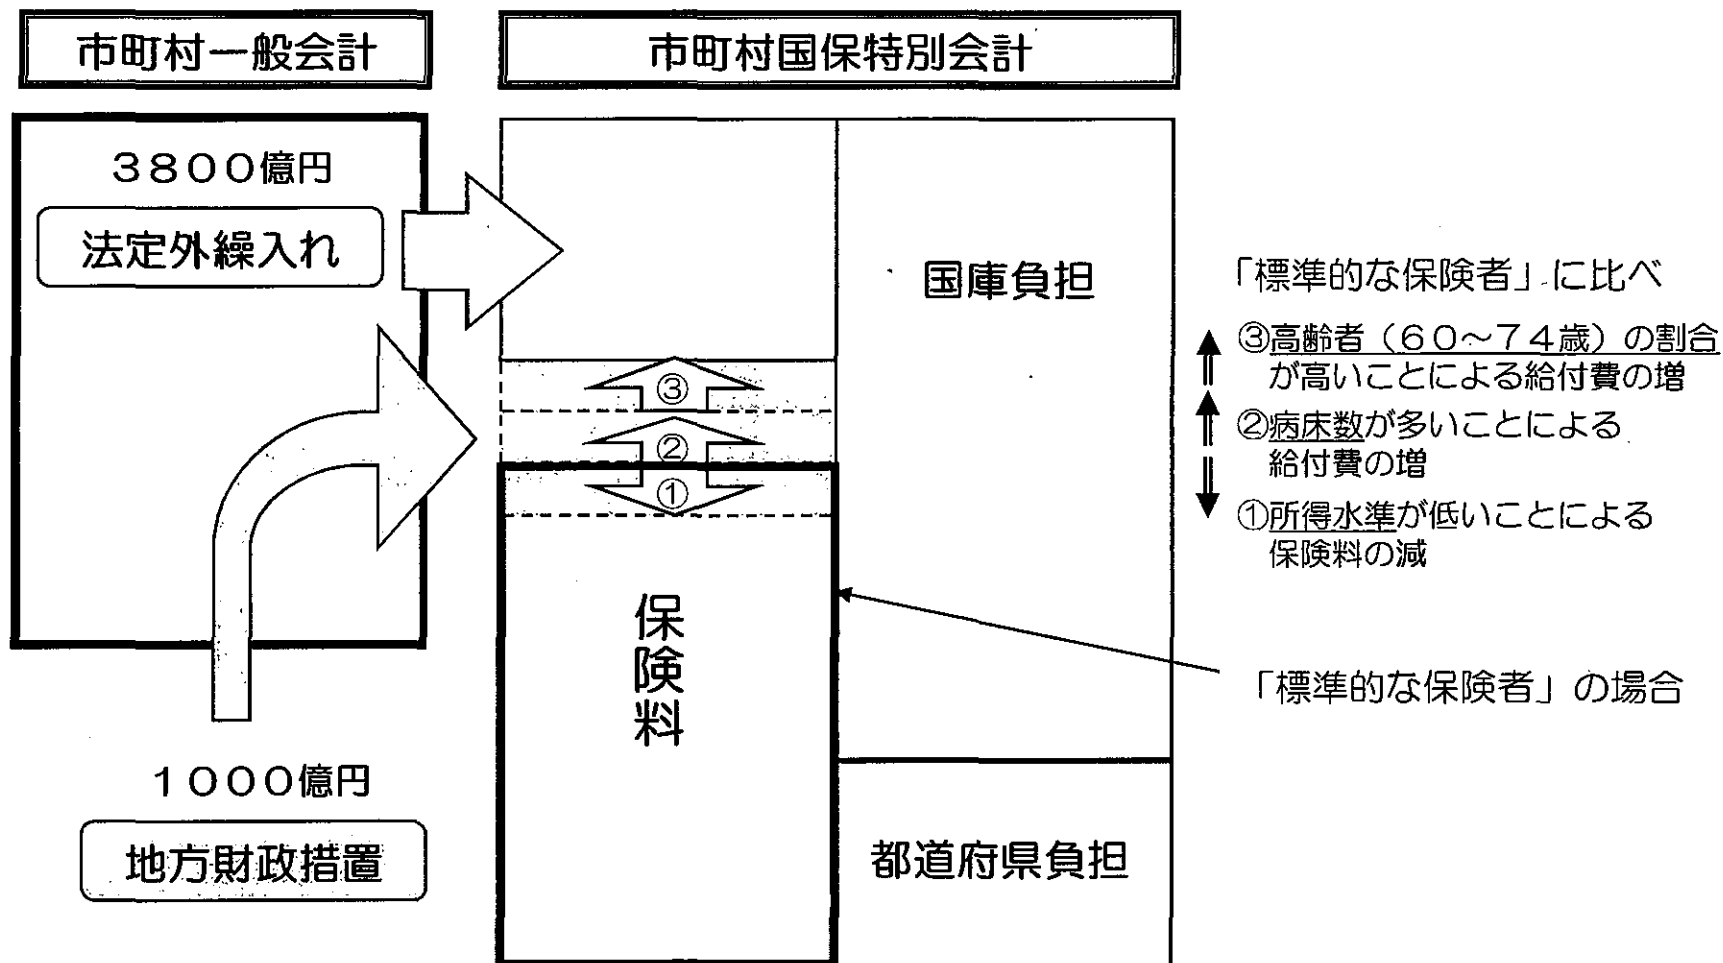 市町村一般会計
市町村国保特別会計
3800億円
法定外繰入れ
国庫負担
③
②
①
保険料
1000億円
地方財政措置
都道府県負担
「標準的な保険者」に比べ
③高齢者(60~74歳)の割合
が高いことによる給付費の増
②病床数が多いことによる
給付費の増
①所得水準が低いことによる
保険料の減
「標準的な保険者」の場合